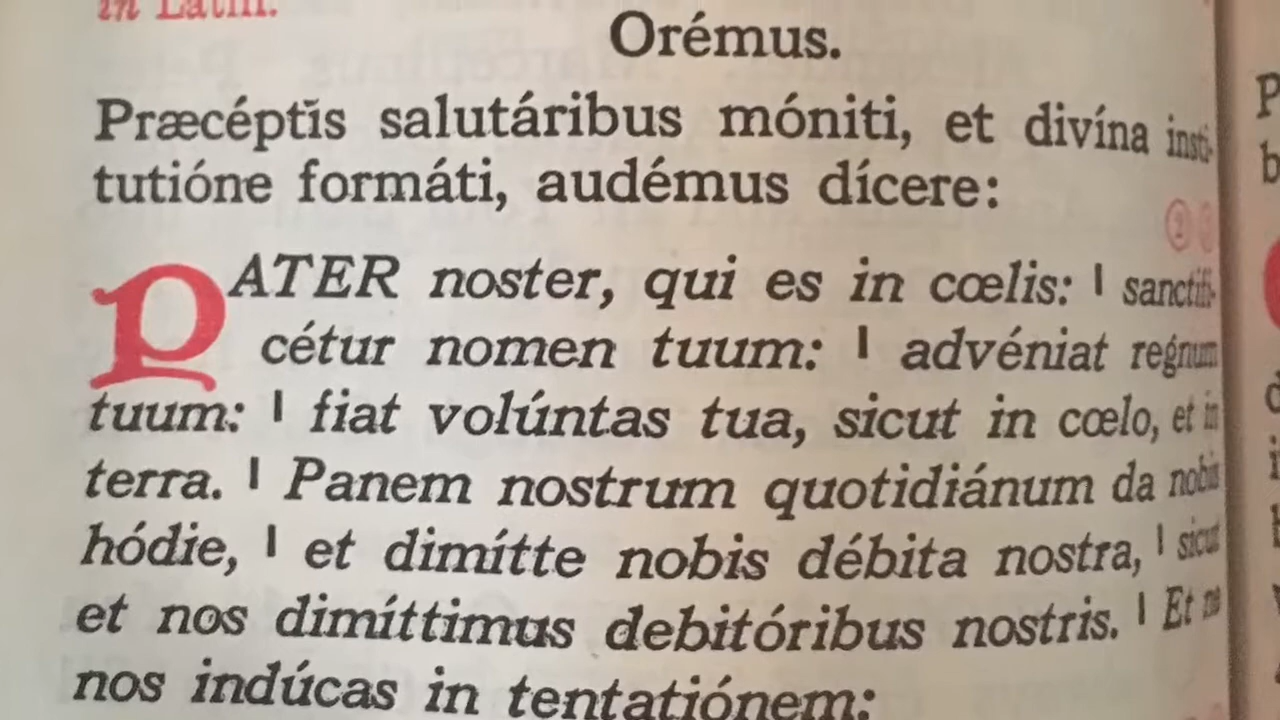 in Latin.
Orémus.
Præcéptis salutáribus móniti, et divína insti-
tutióne formáti, audémus dícere:
PATER noster, qui es in cœlis: | sanctifi-
cétur nomen tuum: | advéniat regnum
tuum: | fiat volúntas tua, sicut in cœlo, et in
terra. | Panem nostrum quotidiánum da nobis
hódie, | et dimítte nobis débita nostra, | sicut
et nos dimíttimus debitóribus nostris. | Et ne
nos indúcas in tentatiónem: